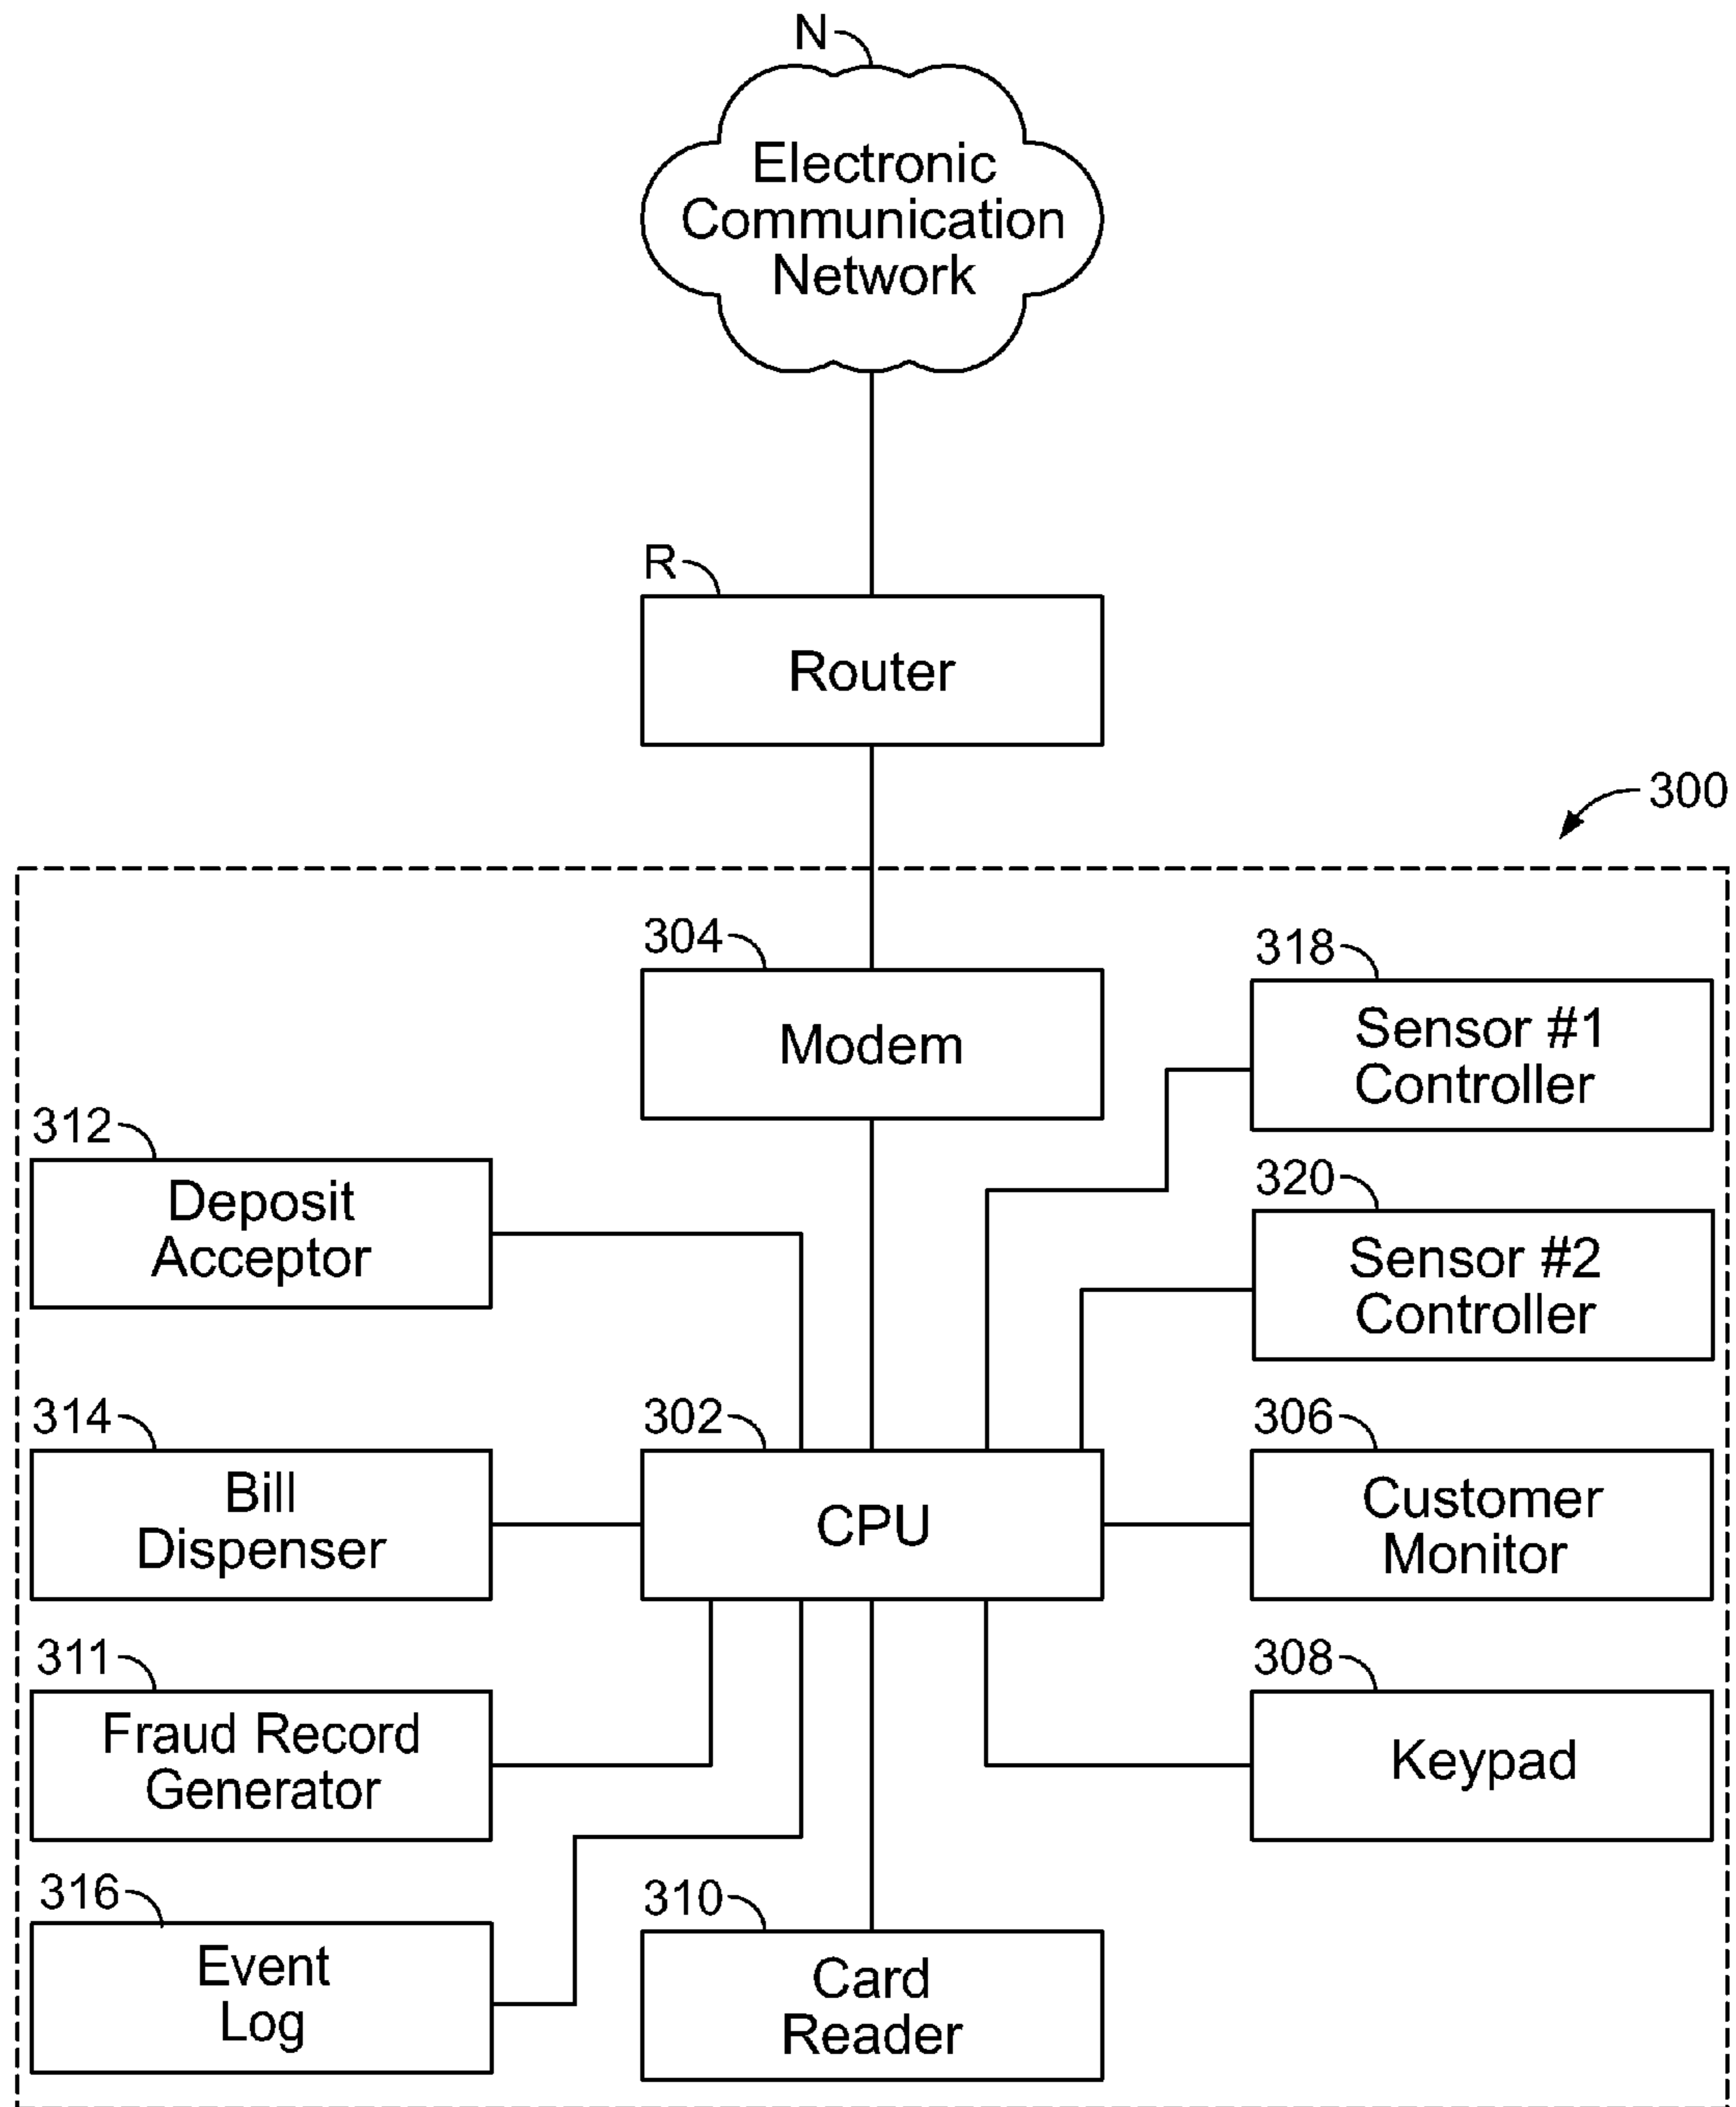 N
Electronic
Communication
Network
R
Router
300
304
Modem
318
Sensor #1
Controller
312
Deposit
Acceptor
320
Sensor #2
Controller
314
Bill
Dispenser
302
CPU
306
Customer
Monitor
311
Fraud Record
Generator
308
Keypad
316
Event
Log
310
Card
Reader